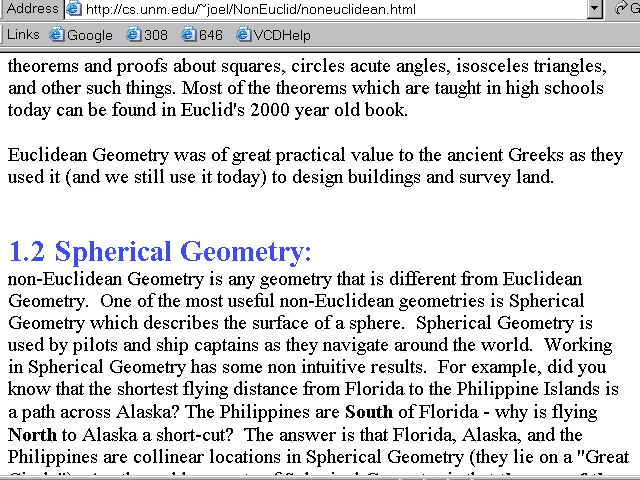 Address http://cs.unm.edu/~joel/NonEuclid/noneuclidean.html G
Links Google 308 646 VCDHelp
theorems and proofs about squares, circles acute angles, isosceles triangles,
and other such things. Most of the theorems which are taught in high schools
today can be found in Euclid's 2000 year old book.
Euclidean Geometry was of great practical value to the ancient Greeks as they
used it (and we still use it today) to design buildings and survey land.
1.2 Spherical Geometry:
non-Euclidean Geometry is any geometry that is different from Euclidean
Geometry. One of the most useful non-Euclidean geometries is Spherical
Geometry which describes the surface of a sphere. Spherical Geometry is
used by pilots and ship captains as they navigate around the world. Working
in Spherical Geometry has some non intuitive results. For example, did you
know that the shortest flying distance from Florida to the Philippine Islands is
a path across Alaska? The Philippines are South of Florida - why is flying
North to Alaska a short-cut? The answer is that Florida, Alaska, and the
Philippines are collinear locations in Spherical Geometry (they lie on a "Great